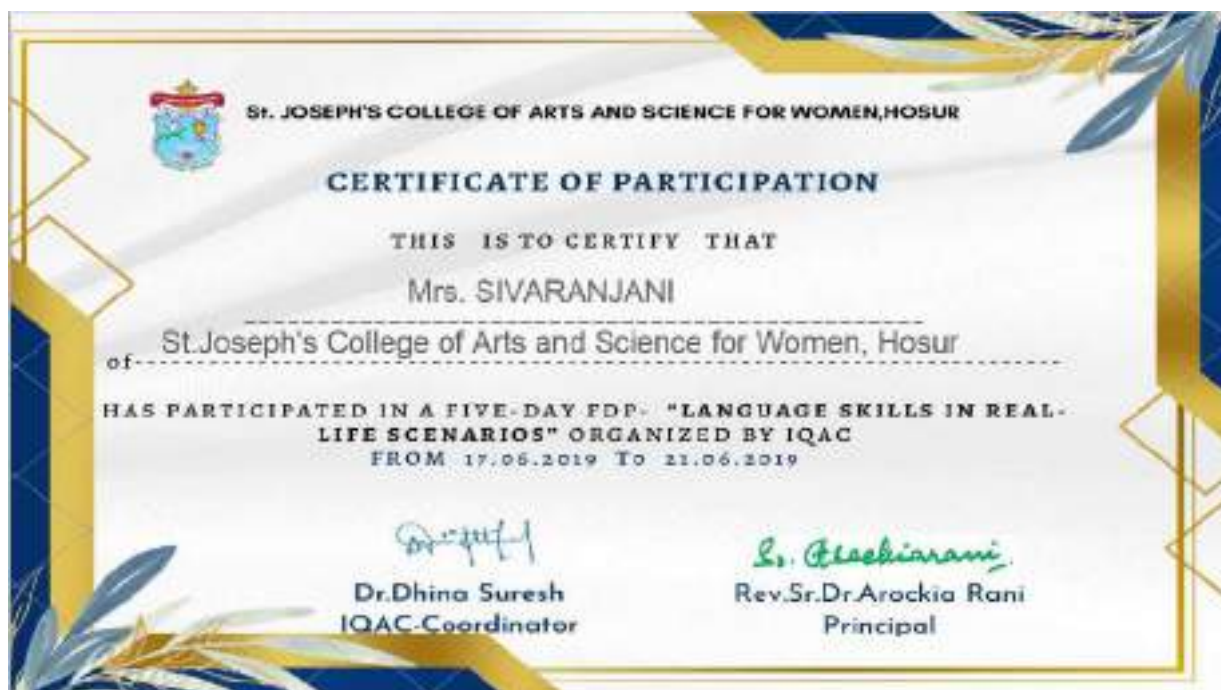 St. JOSEPH'S COLLEGE OF ARTS AND SCIENCE FOR WOMEN,HOSUR
CERTIFICATE OF PARTICIPATION
THIS IS TO CERTIFY THAT
Mrs. SIVARANJANI
of St.Joseph's College of Arts and Science for Women, Hosur
HAS PARTICIPATED IN A FIVE-DAY FDP- "LANGUAGE SKILLS IN REAL-
LIFE SCENARIOS" ORGANIZED BY IQAC
FROM 17.06.2019 To 21.06.2019
Dr.Dhina Suresh
IQAC-Coordinator
Rev.Sr.Dr.Arockia Rani
Principal